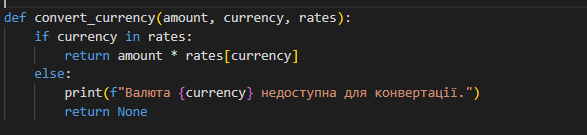 def convert_currency(amount, currency, rates):
    if currency in rates:
        return amount * rates[currency]
    else:
        print(f"Валюта {currency} недоступна для конвертації.")
        return None